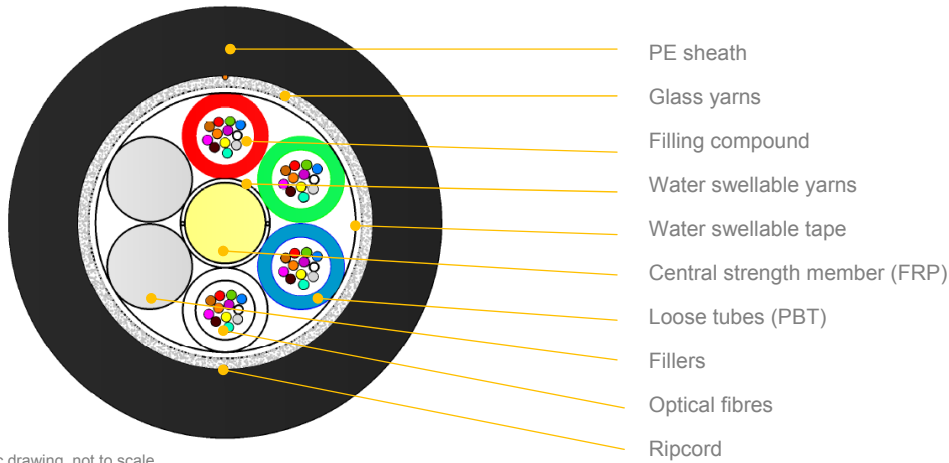 PE sheath
Glass yarns
Filling compound
Water swellable yarns
Water swellable tape
Central strength member (FRP)
Loose tubes (PBT)
Fillers
Optical fibres
Ripcord
drawing, not to scale